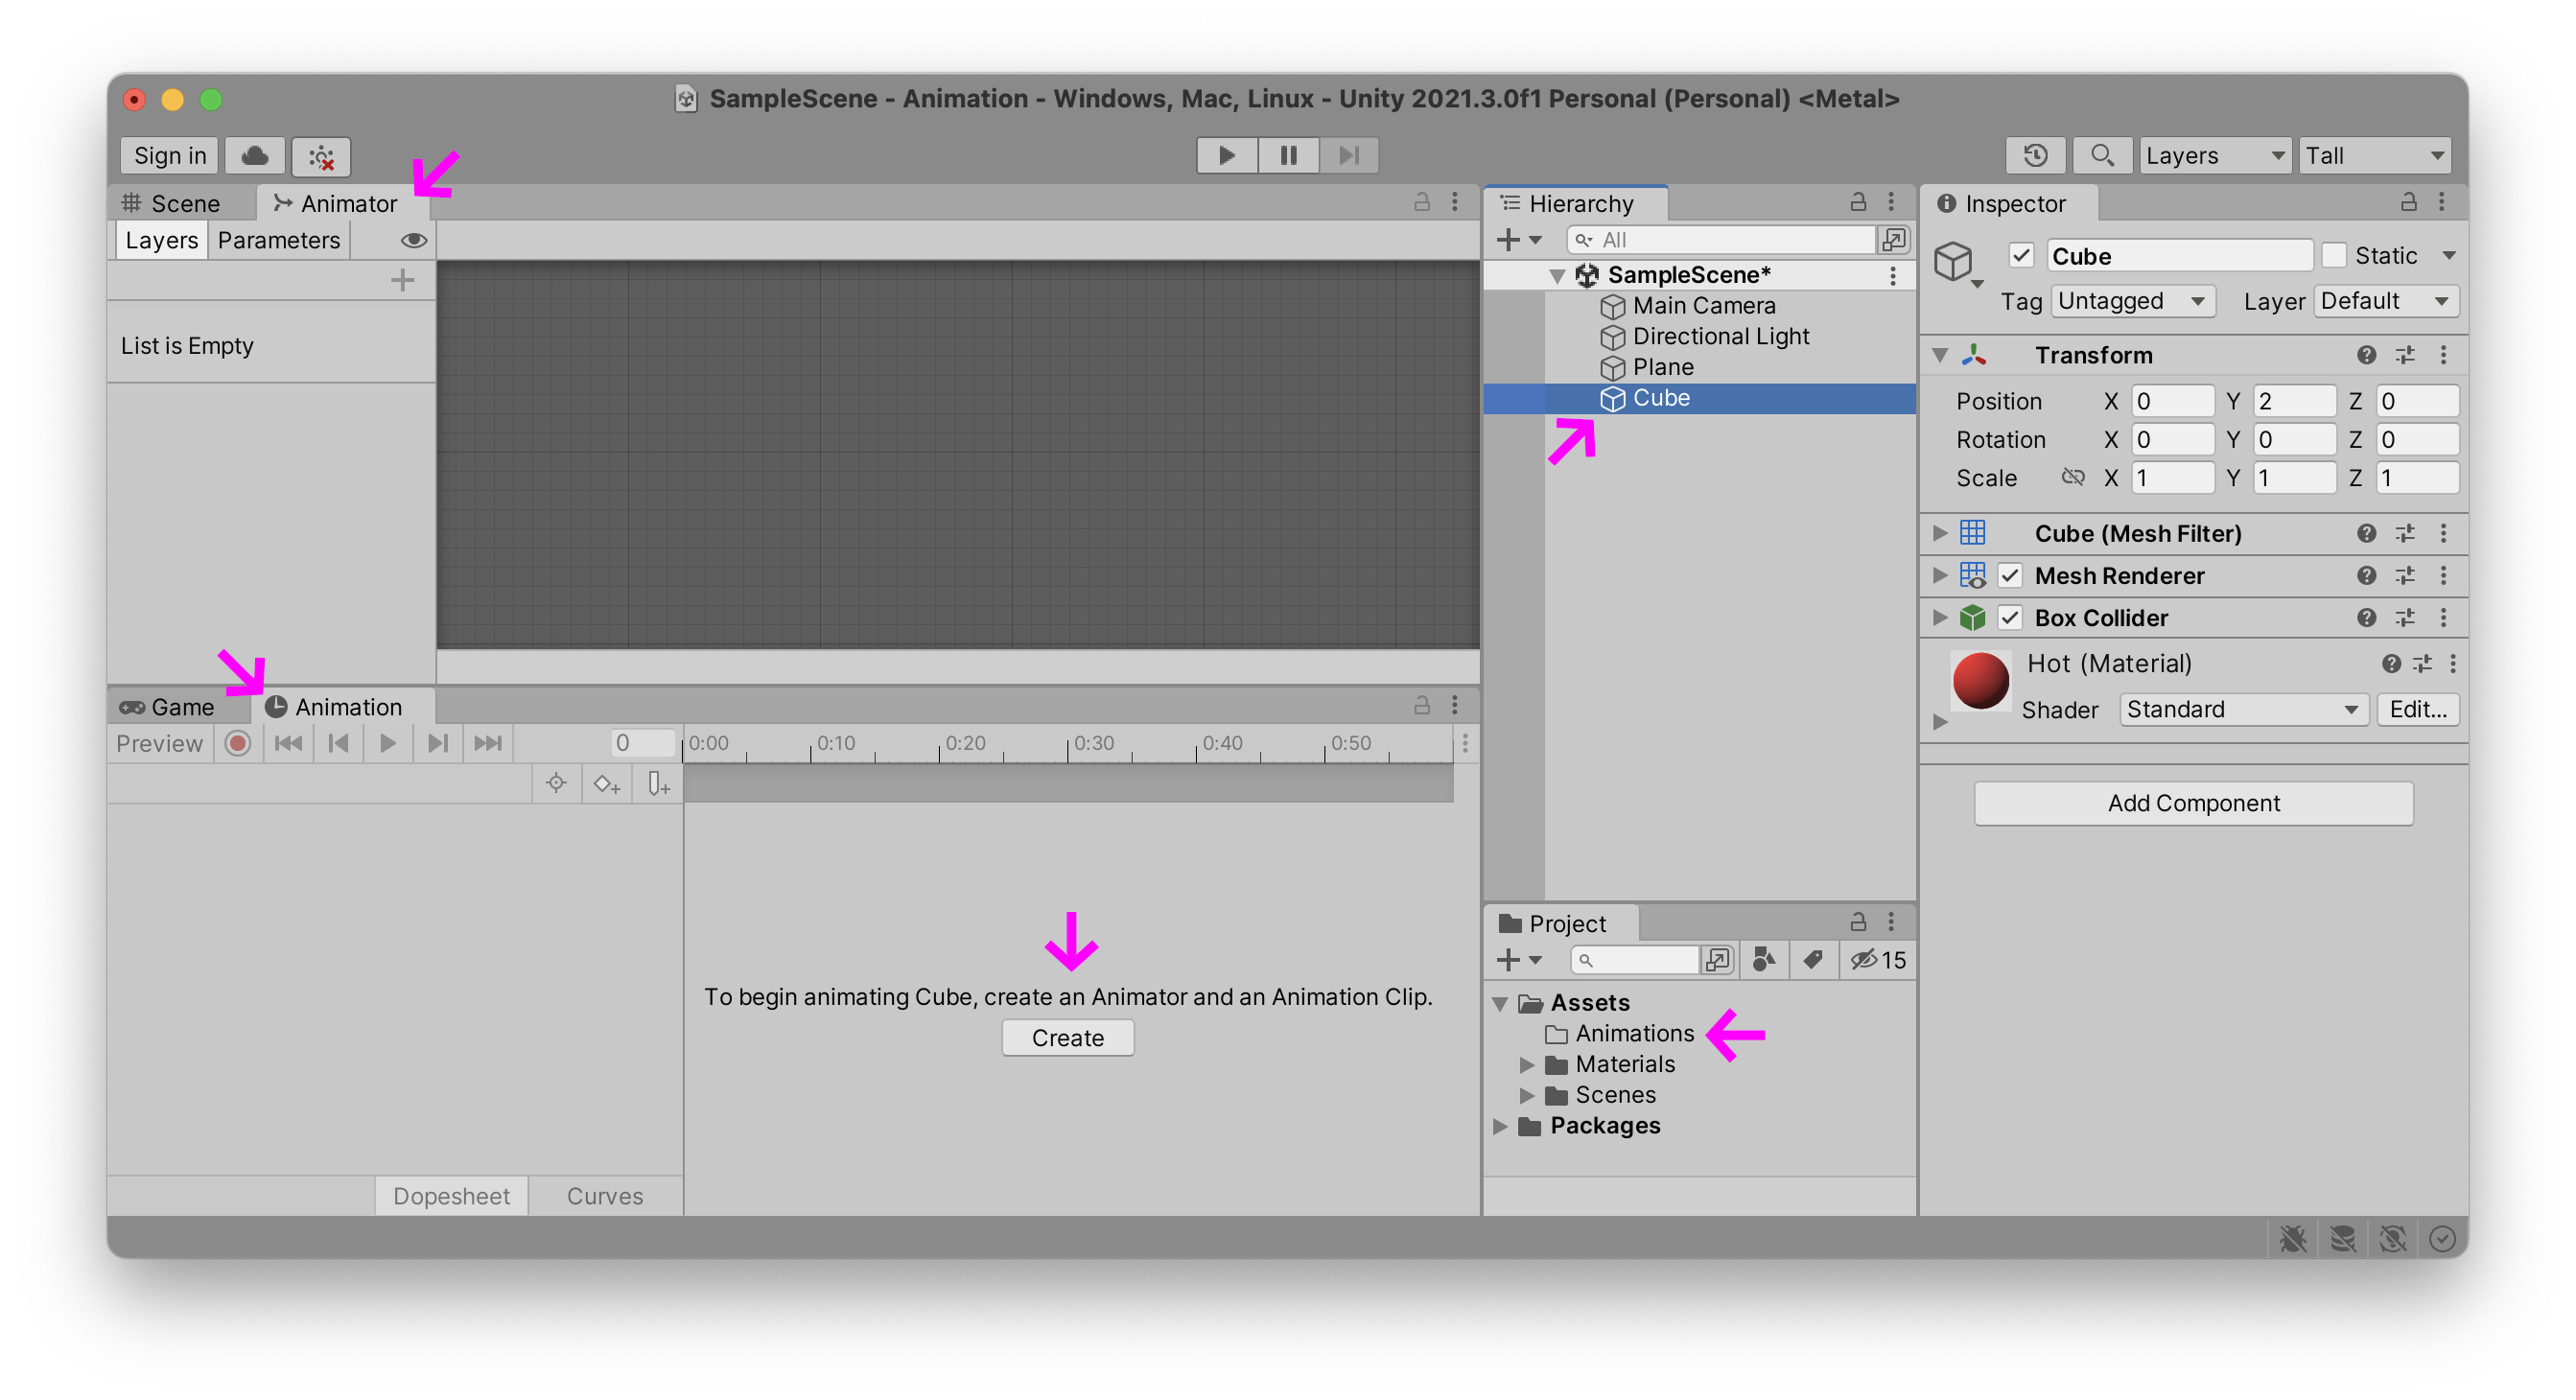 SampleScene - Animation - Windows, Mac, Linux - Unity 2021.3.0f1 Personal (Personal) <Metal>
Sign in
Layers
Tall
Scene
Animator
Layers
Parameters
List is Empty
Game
Animation
Preview
0
0:00
0:10
0:20
0:30
0:40
0:50
To begin animating Cube, create an Animator and an Animation Clip.
Create
Dopesheet
Curves
Hierarchy
All
SampleScene*
Main Camera
Directional Light
Plane
Cube
Project
15
Assets
Animations
Materials
Scenes
Packages
Inspector
Cube
Static
Tag Untagged
Layer Default
Transform
Position X 0 Y 2 Z 0
Rotation X 0 Y 0 Z 0
Scale X 1 Y 1 Z 1
Cube (Mesh Filter)
Mesh Renderer
Box Collider
Hot (Material)
Shader Standard Edit...
Add Component